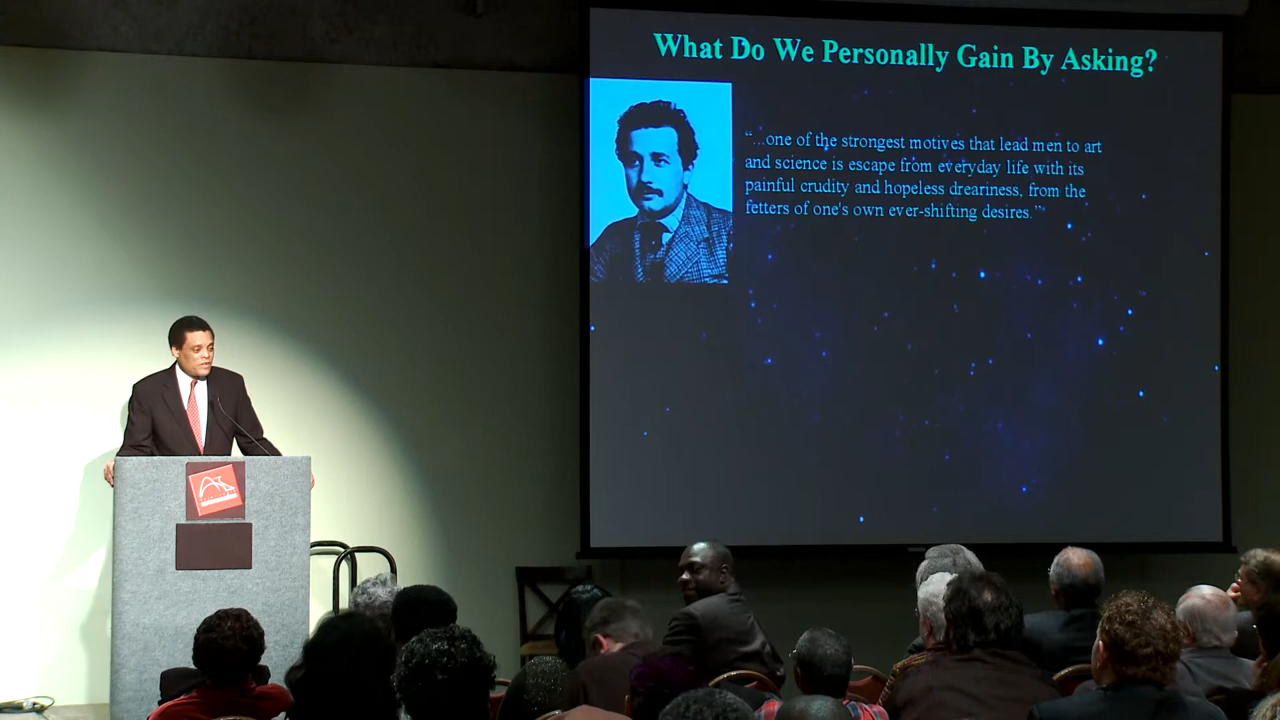 What Do We Personally Gain By Asking?
“...one of the strongest motives that lead men to art
and science is escape from everyday life with its
painful crudity and hopeless dreariness, from the
fetters of one's own ever-shifting desires.”